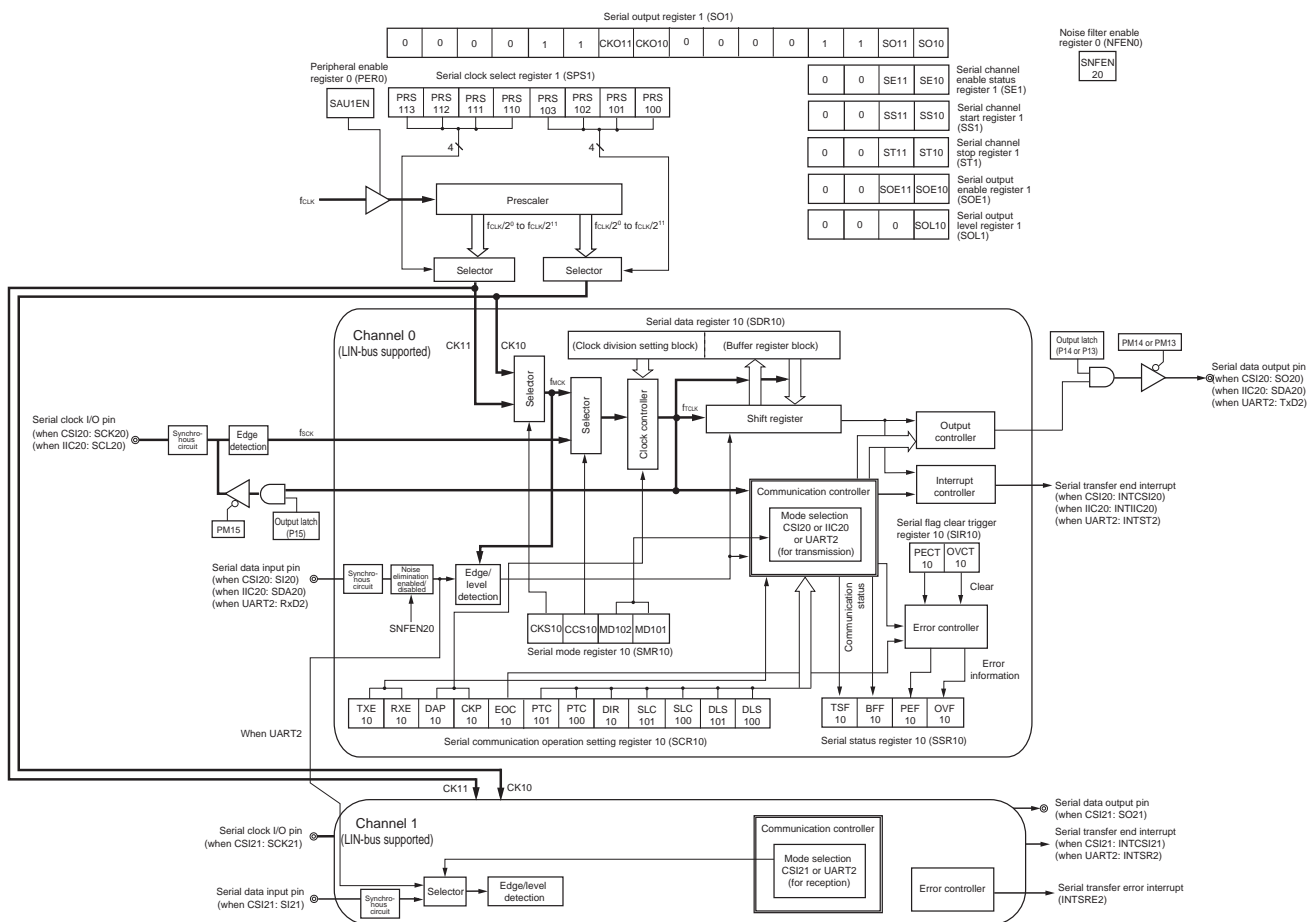 Serial output register 1 (SO1)
0 0 0 0 1 1 CKO11 CKO10 0 0 0 0 1 1 SO11 SO10
Noise filter enable
register 0 (NFEN0)
SNFEN
20
Peripheral enable
register 0 (PER0)
SAU1EN
Serial clock select register 1 (SPS1)
PRS PRS PRS PRS PRS PRS PRS PRS
113 112 111 110 103 102 101 100
4
4
0 0 SE11 SE10
Serial channel
enable status
register 1 (SE1)
0 0 SS11 SS10
Serial channel
start register 1
(SS1)
0 0 ST11 ST10
Serial channel
stop register 1
(ST1)
0 0 SOE11 SOE10
Serial output
enable register 1
(SOE1)
0 0 0 SOL10
Serial output
level register 1
(SOL1)
fCLK
Prescaler
fCLK/2⁰ to fCLK/2¹¹
fCLK/2⁰ to fCLK/2¹¹
Selector
Selector
Channel 0
(LIN-bus supported)
CK11
CK10
Serial data register 10 (SDR10)
(Clock division setting block)
(Buffer register block)
Selector
fMCK
Selector
Clock controller
fTCLK
Shift register
Output latch
(P14 or P13)
PM14 or PM13
Serial data output pin
(when CSI20: SO20)
(when IIC20: SDA20)
(when UART2: TxD2)
Serial clock I/O pin
(when CSI20: SCK20)
(when IIC20: SCL20)
Synchro-
nous
circuit
Edge
detection
fSCK
Output
controller
Interrupt
controller
Serial transfer end interrupt
(when CSI20: INTCSI20)
(when IIC20: INTIIC20)
(when UART2: INTST2)
PM15
Output latch
(P15)
Communication controller
Mode selection
CSI20 or IIC20
or UART2
(for transmission)
Serial flag clear trigger
register 10 (SIR10)
PECT OVCT
10 10
Clear
Serial data input pin
(when CSI20: SI20)
(when IIC20: SDA20)
(when UART2: RxD2)
Synchro-
nous
circuit
Noise
elimination
enabled/
disabled
SNFEN20
Edge/
level
detection
Communication
status
Error controller
Error
information
CKS10 CCS10 MD102 MD101
Serial mode register 10 (SMR10)
TXE RXE DAP CKP EOC PTC PTC DIR SLC SLC DLS DLS
10 10 10 10 10 101 100 10 101 100 101 100
Serial communication operation setting register 10 (SCR10)
TSF BFF PEF OVF
10 10 10 10
Serial status register 10 (SSR10)
When UART2
CK11
CK10
Channel 1
(LIN-bus supported)
Serial clock I/O pin
(when CSI21: SCK21)
Serial data input pin
(when CSI21: SI21)
Synchro-
nous
circuit
Selector
Edge/level
detection
Communication controller
Mode selection
CSI21 or UART2
(for reception)
Error controller
Serial data output pin
(when CSI21: SO21)
Serial transfer end interrupt
(when CSI21: INTCSI21)
(when UART2: INTSR2)
Serial transfer error interrupt
(INTSRE2)